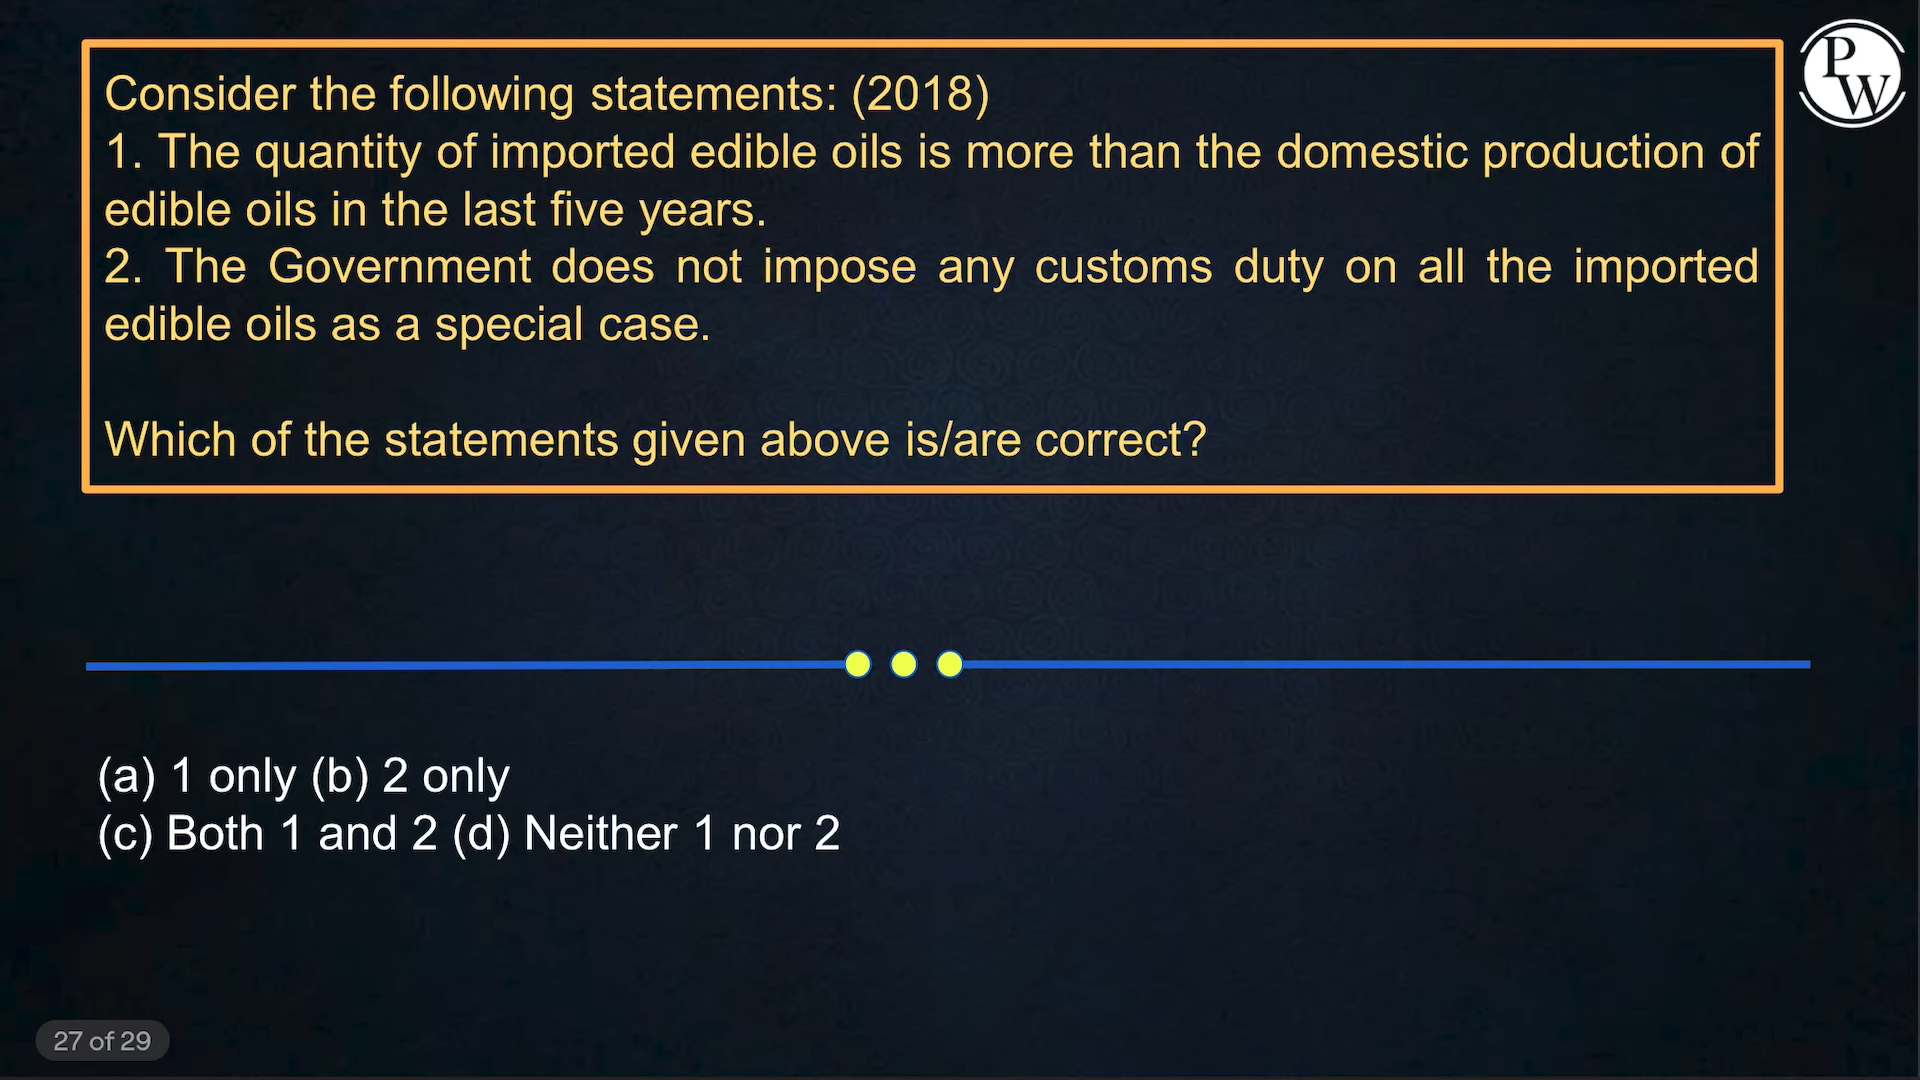 PW
Consider the following statements: (2018)
1. The quantity of imported edible oils is more than the domestic production of
edible oils in the last five years.
2. The Government does not impose any customs duty on all the imported
edible oils as a special case.
Which of the statements given above is/are correct?
(a) 1 only (b) 2 only
(c) Both 1 and 2 (d) Neither 1 nor 2
27 of 29